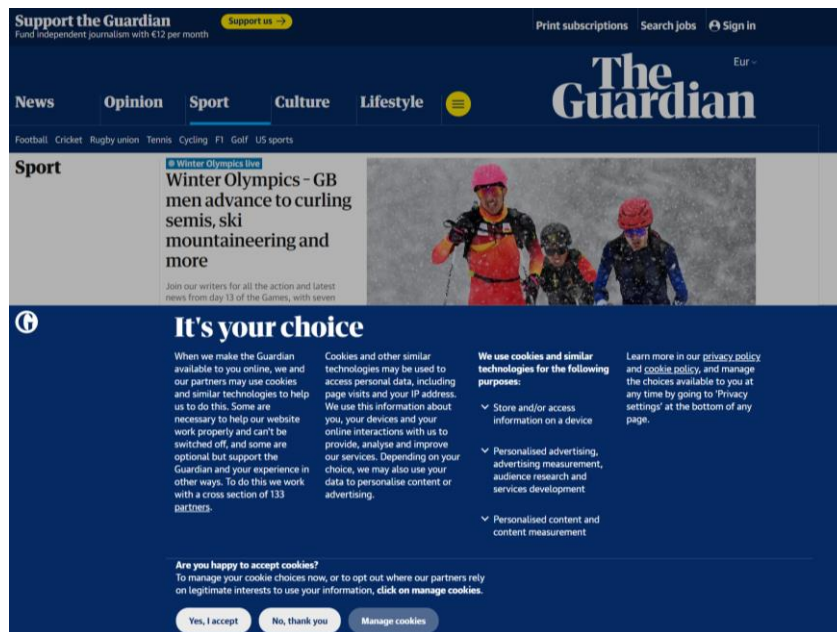 Support the Guardian
Fund independent journalism with €12 per month
Support us →
Print subscriptions
Search jobs
Sign in
Eur
The
Guardian
News
Opinion
Sport
Culture
Lifestyle
Football Cricket Rugby union Tennis Cycling F1 Golf US sports
Sport
Winter Olympics live
Winter Olympics – GB
men advance to curling
semis, ski
mountaineering and
more
Join our writers for all the action and latest
news from day 13 of the Games, with seven
G
It's your choice
When we make the Guardian
available to you online, we and
our partners may use cookies
and similar technologies to help
us to do this. Some are
necessary to help our website
work properly and can't be
switched off, and some are
optional but support the
Guardian and your experience in
other ways. To do this we work
with a cross section of 133
partners.
Cookies and other similar
technologies may be used to
access personal data, including
page visits and your IP address.
We use this information about
you, your devices and your
online interactions with us to
provide, analyse and improve
our services. Depending on your
choice, we may also use your
data to personalise content or
advertising.
We use cookies and similar
technologies for the following
purposes:
Store and/or access
information on a device
Personalised advertising,
advertising measurement,
audience research and
services development
Personalised content and
content measurement
Learn more in our privacy policy
and cookie policy, and manage
the choices available to you at
any time by going to 'Privacy
settings' at the bottom of any
page.
Are you happy to accept cookies?
To manage your cookie choices now, or to opt out where our partners rely
on legitimate interests to use your information, click on manage cookies.
Yes, I accept
No, thank you
Manage cookies